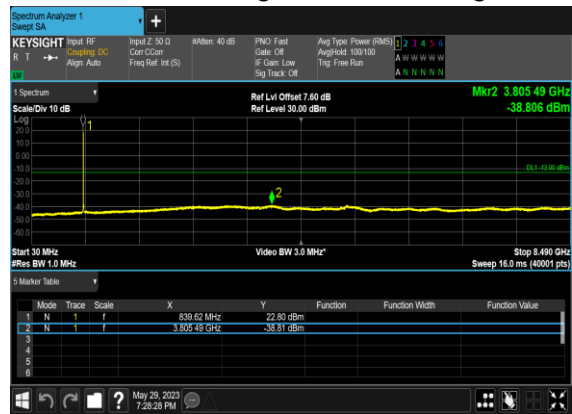 Spectrum Analyzer 1
Swept SA
+
KEYSIGHT Input: RF Input Z: 50 Ω #Atten: 40 dB PNO: Fast Avg Type: Power (RMS) 1 2 3 4 5 6
R T Coupling: DC Corr CCorr Gate: Off Avg|Hold: 100/100 A W W W W W
Align: Auto Freq Ref: Int (S) IF Gain: Low Trig: Free Run
Sig Track: Off A N N N N N
1 Spectrum Ref Lvl Offset 7.60 dB Mkr2 3.805 49 GHz
Scale/Div 10 dB Ref Level 30.00 dBm -38.806 dBm
Log
20.0 1
10.0
0.00
-10.0 DL1 -13.00 dBm
-20.0
-30.0 2
-40.0
-50.0
-60.0
Start 30 MHz Video BW 3.0 MHz* Stop 8.490 GHz
#Res BW 1.0 MHz Sweep 16.0 ms (40001 pts)
5 Marker Table
Mode Trace Scale X Y Function Function Width Function Value
1 N 1 f 839.62 MHz 22.80 dBm
2 N 1 f 3.805 49 GHz -38.81 dBm
3
4
5
6
? May 29, 2023
7:28:28 PM